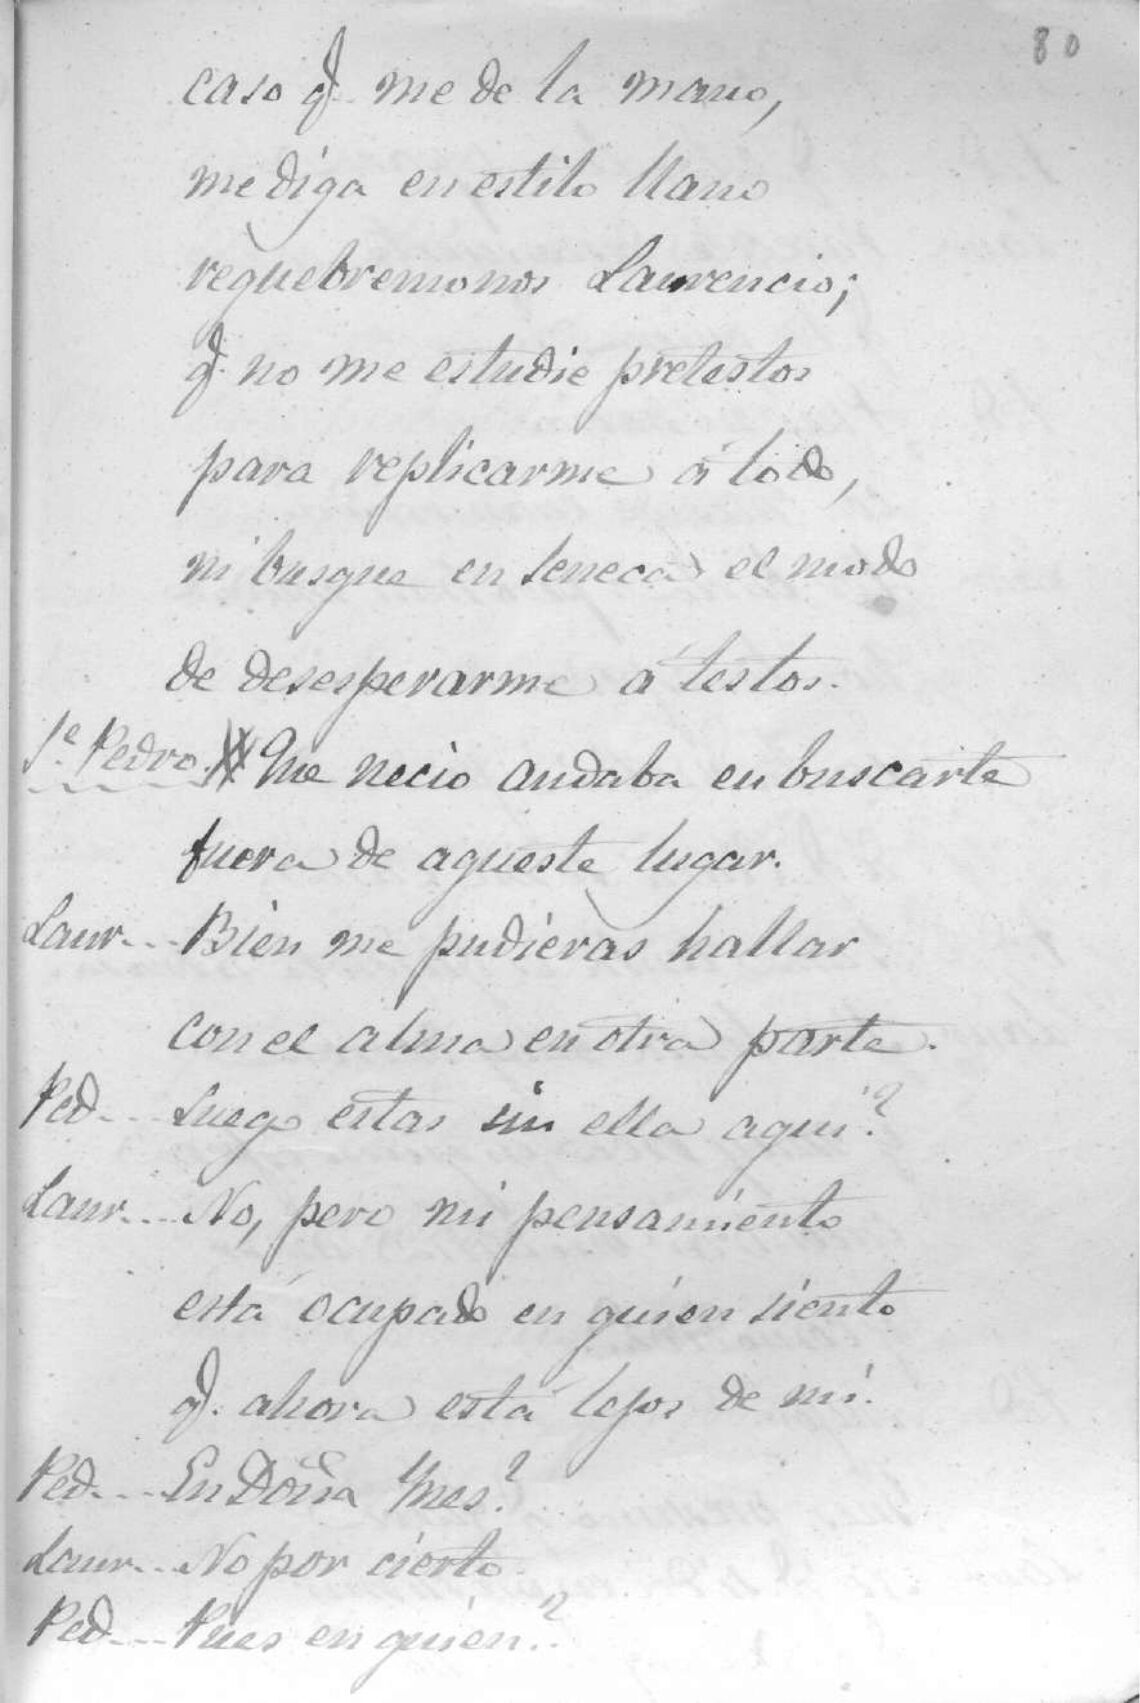 80
caso q.e me de la mano,
me diga en estilo llano
requebremonos Laurencio;
q.e no me estudie pretestos
para replicarme á todo,
ni busque en Seneca el modo
de desesperarme á testos.
S.e Pedro. Que necio andaba en buscarte
fuera de aqueste lugar.
Laur... Bien me pudieras hallar
con el alma en otra parte.
Ped... Luego estas sin ella aqui?
Laur... No, pero mi pensamiento
está ocupado en quien siento
q.e ahora está lejos de mi.
Ped... En Doña Ynes?
Laur... No por cierto.
Ped... Pues en quien?